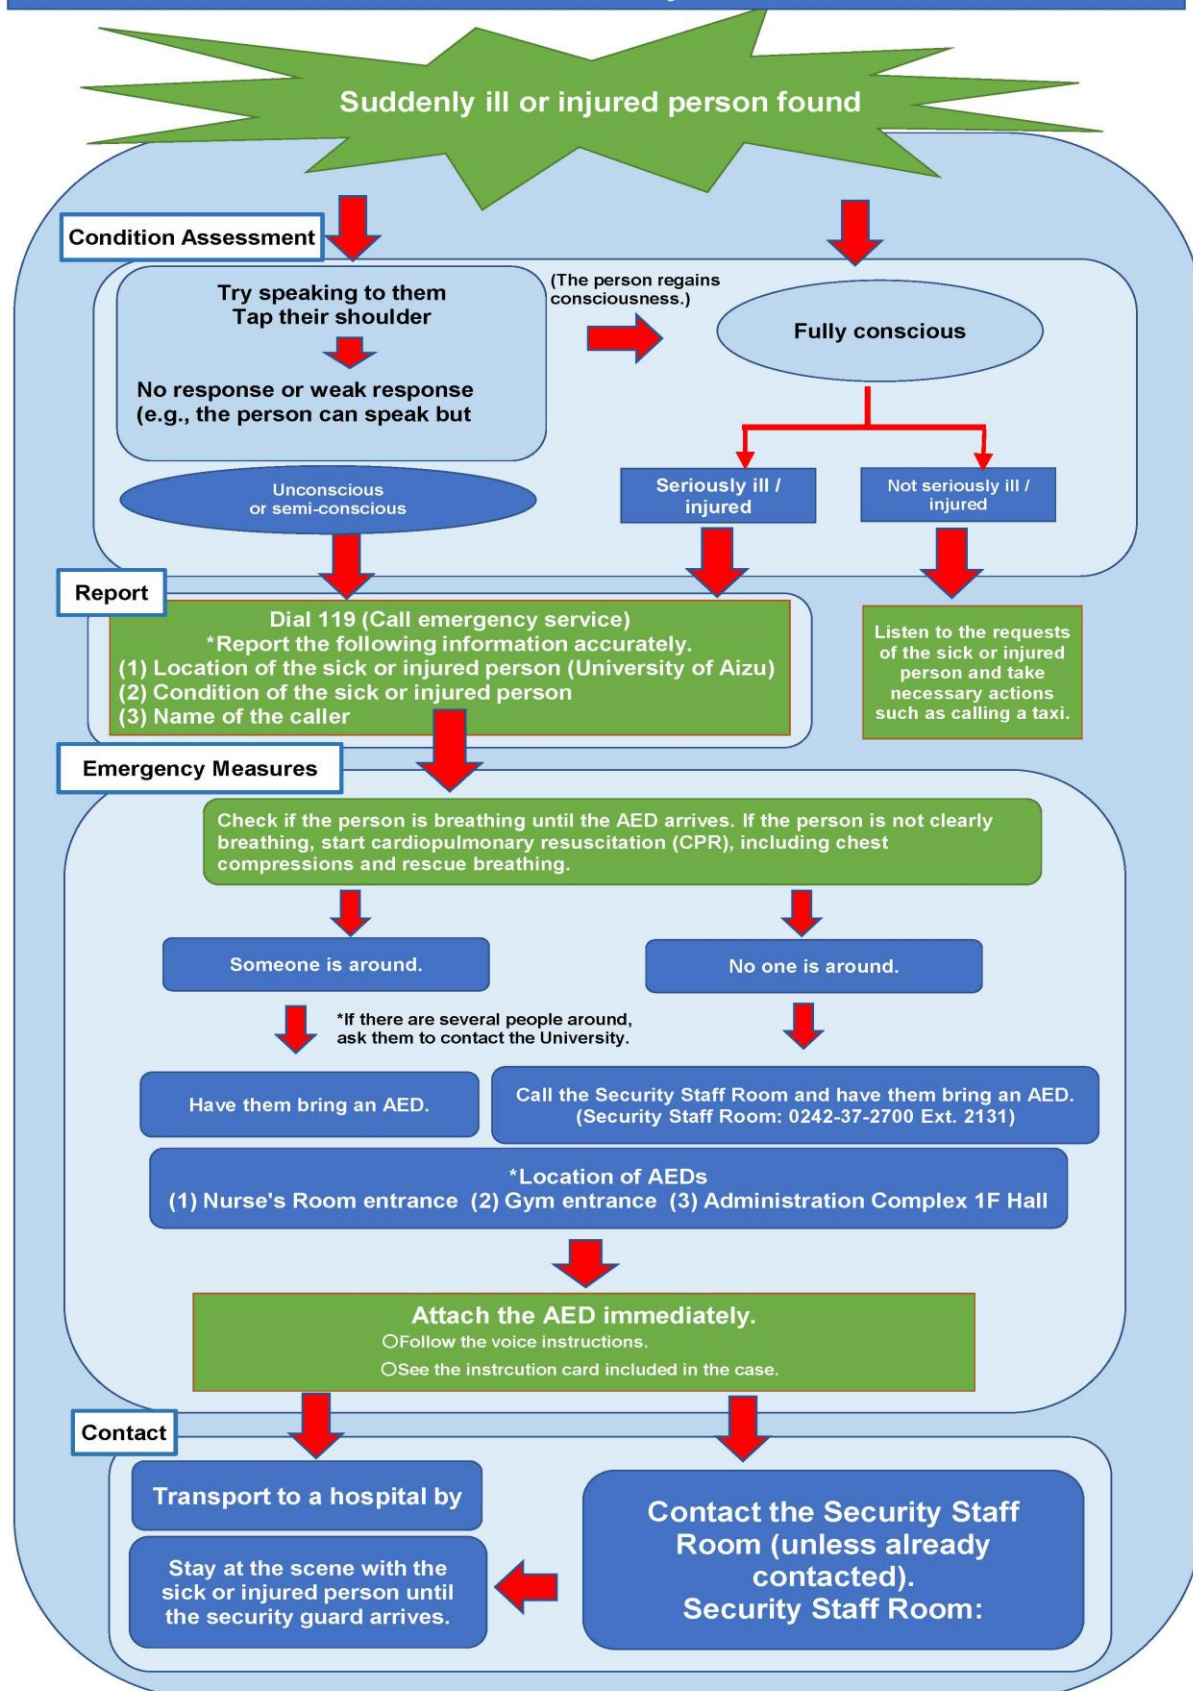 Suddenly ill or injured person found
Condition Assessment
Try speaking to them
Tap their shoulder
No response or weak response
(e.g., the person can speak but
(The person regains
consciousness.)
Fully conscious
Unconscious
or semi-conscious
Seriously ill /
injured
Not seriously ill /
injured
Report
Dial 119 (Call emergency service)
*Report the following information accurately.
(1) Location of the sick or injured person (University of Aizu)
(2) Condition of the sick or injured person
(3) Name of the caller
Listen to the requests
of the sick or injured
person and take
necessary actions
such as calling a taxi.
Emergency Measures
Check if the person is breathing until the AED arrives. If the person is not clearly
breathing, start cardiopulmonary resuscitation (CPR), including chest
compressions and rescue breathing.
Someone is around.
No one is around.
*If there are several people around,
ask them to contact the University.
Have them bring an AED.
Call the Security Staff Room and have them bring an AED.
(Security Staff Room: 0242-37-2700 Ext. 2131)
*Location of AEDs
(1) Nurse's Room entrance (2) Gym entrance (3) Administration Complex 1F Hall
Attach the AED immediately.
○Follow the voice instructions.
○See the instrcution card included in the case.
Contact
Transport to a hospital by
Stay at the scene with the
sick or injured person until
the security guard arrives.
Contact the Security Staff
Room (unless already
contacted).
Security Staff Room: